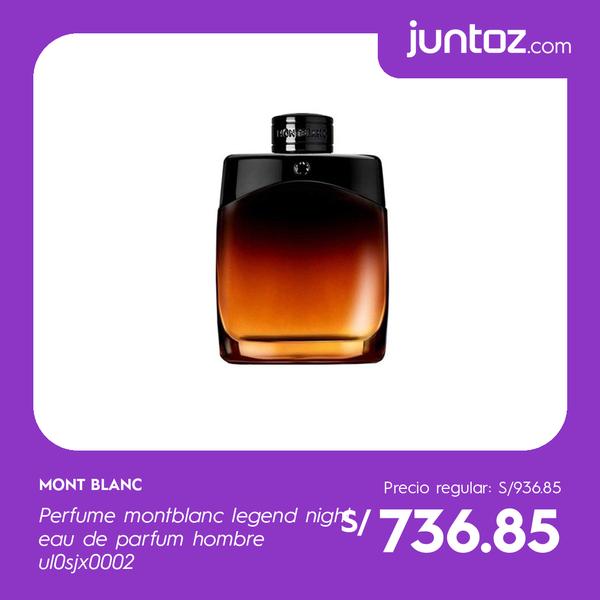 juntoz.com
MONTBLANC
MONT BLANC
Precio regular: S/936.85
Perfume montblanc legend night
eau de parfum hombre
ul0sjx0002
S/ 736.85